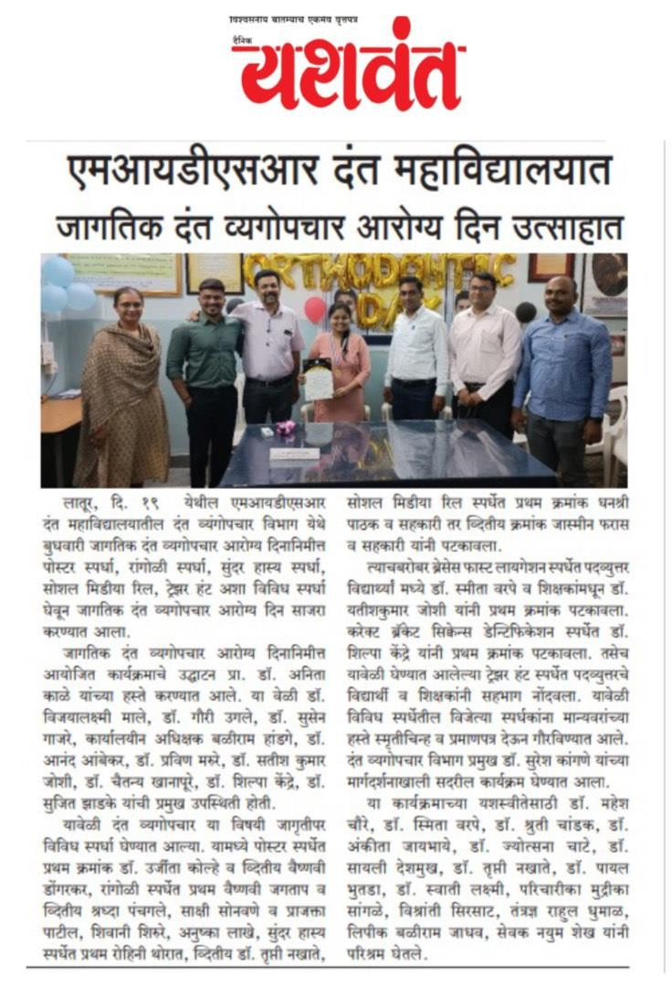 विश्वसनीय बातम्याचे एकमेव वृत्तपत्र
दैनिक
यशवंत
एमआयडीएसआर दंत महाविद्यालयात
जागतिक दंत व्यगोपचार आरोग्य दिन उत्साहात
ORTHODONTIC
DAY
लातूर, दि. १९ येथील एमआयडीएसआर
दंत महाविद्यालयातील दंत व्यंगोपचार विभाग येथे
बुधवारी जागतिक दंत व्यगोपचार आरोग्य दिनानिमीत्त
पोस्टर स्पर्धा, रांगोळी स्पर्धा, सुंदर हास्य स्पर्धा,
सोशल मिडीया रिल, ट्रेझर हंट अशा विविध स्पर्धा
घेवून जागतिक दंत व्यगोपचार आरोग्य दिन साजरा
करण्यात आला.
जागतिक दंत व्यगोपचार आरोग्य दिनानिमीत्त
आयोजित कार्यक्रमाचे उद्घाटन प्रा. डॉ. अनिता
काळे यांच्या हस्ते करण्यात आले. या वेळी डॉ.
विजयालक्ष्मी माले, डॉ. गौरी उगले, डॉ. सुसेन
गाजरे, कार्यालयीन अधिक्षक बळीराम हांडगे, डॉ.
आनंद आंबेकर, डॉ. प्रविण मरुरे, डॉ. सतीश कुमार
जोशी, डॉ. चैतन्य खानापूरे, डॉ. शिल्पा केंद्रे, डॉ.
सुजित झाडके यांची प्रमुख उपस्थिती होती.
यावेळी दंत व्यगोपचार या विषयी जागृतीपर
विविध स्पर्धा घेण्यात आल्या. यामध्ये पोस्टर स्पर्धेत
प्रथम क्रमांक डॉ. उर्जीता कोल्हे व व्दितीय वैष्णवी
डोंगरकर, रांगोळी स्पर्धेत प्रथम वैष्णवी जगताप व
व्दितीय श्रध्दा पंचगले, साक्षी सोनवणे व प्राजक्ता
पाटील, शिवानी शिरुरे, अनुष्का लाखे, सुंदर हास्य
स्पर्धेत प्रथम रोहिनी थोरात, व्दितीय डॉ. तृप्ती नखाते,
सोशल मिडीया रिल स्पर्धेत प्रथम क्रमांक धनश्री
पाठक व सहकारी तर व्दितीय क्रमांक जास्मीन फरास
व सहकारी यांनी पटकावला.
त्याचबरोबर ब्रेसेस फास्ट लायगेशन स्पर्धेत पदव्युत्तर
विद्यार्थ्यां मध्ये डॉ. स्मीता वरपे व शिक्षकांमधून डॉ.
यतीशकुमार जोशी यांनी प्रथम क्रमांक पटकावला.
करेक्ट ब्रॅकेट सिक्वेन्स डेन्टिफिकेशन स्पर्धेत डॉ.
शिल्पा केंद्रे यांनी प्रथम क्रमांक पटकावला. तसेच
यावेळी घेण्यात आलेल्या ट्रेझर हंट स्पर्धेत पदव्युत्तरचे
विद्यार्थी व शिक्षकांनी सहभाग नोंदवला. यावेळी
विविध स्पर्धेतील विजेत्या स्पर्धकांना मान्यवरांच्या
हस्ते स्मृतीचिन्ह व प्रमाणपत्र देऊन गौरविण्यात आले.
दंत व्यगोपचार विभाग प्रमुख डॉ. सुरेश कांगणे यांच्या
मार्गदर्शनाखाली सदरील कार्यक्रम घेण्यात आला.
या कार्यक्रमाच्या यशस्वीतेसाठी डॉ. महेश
चौरे, डॉ. स्मिता वरपे, डॉ. श्रुती चांडक, डॉ.
अंकीता जायभाये, डॉ. ज्योत्सना चाटे, डॉ.
सायली देशमुख, डॉ. तृप्ती नखाते, डॉ. पायल
भुतडा, डॉ. स्वाती लक्ष्मी, परिचारीका मुद्रीका
सांगळे, विश्रांती सिरसाट, तंत्रज्ञ राहुल धुमाळ,
लिपीक बळीराम जाधव, सेवक नयुम शेख यांनी
परिश्रम घेतले.